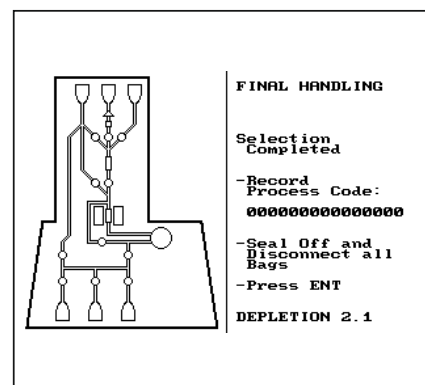 FINAL HANDLING
Selection
Completed
-Record
Process Code:
000000000000000
-Seal Off and
Disconnect all
Bags
-Press ENT
DEPLETION 2.1